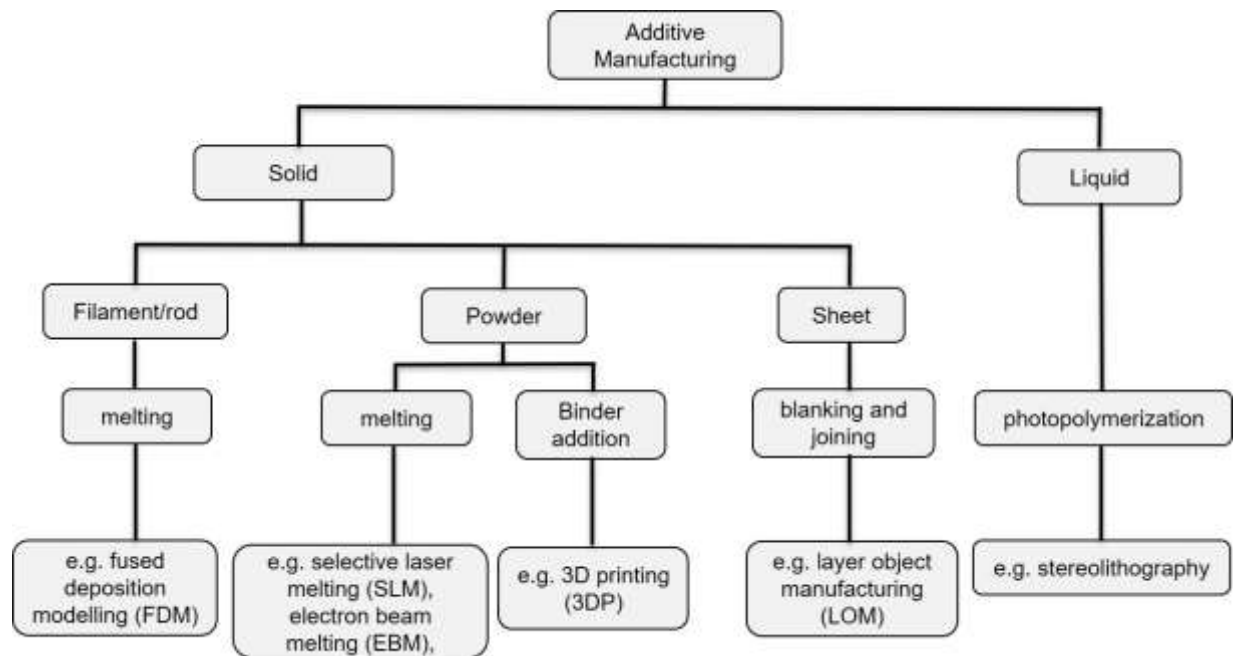 Additive
Manufacturing
Solid
Liquid
Filament/rod
Powder
Sheet
melting
melting
Binder
addition
blanking and
joining
photopolymerization
e.g. fused
deposition
modelling (FDM)
e.g. selective laser
melting (SLM),
electron beam
melting (EBM),
e.g. 3D printing
(3DP)
e.g. layer object
manufacturing
(LOM)
e.g. stereolithography